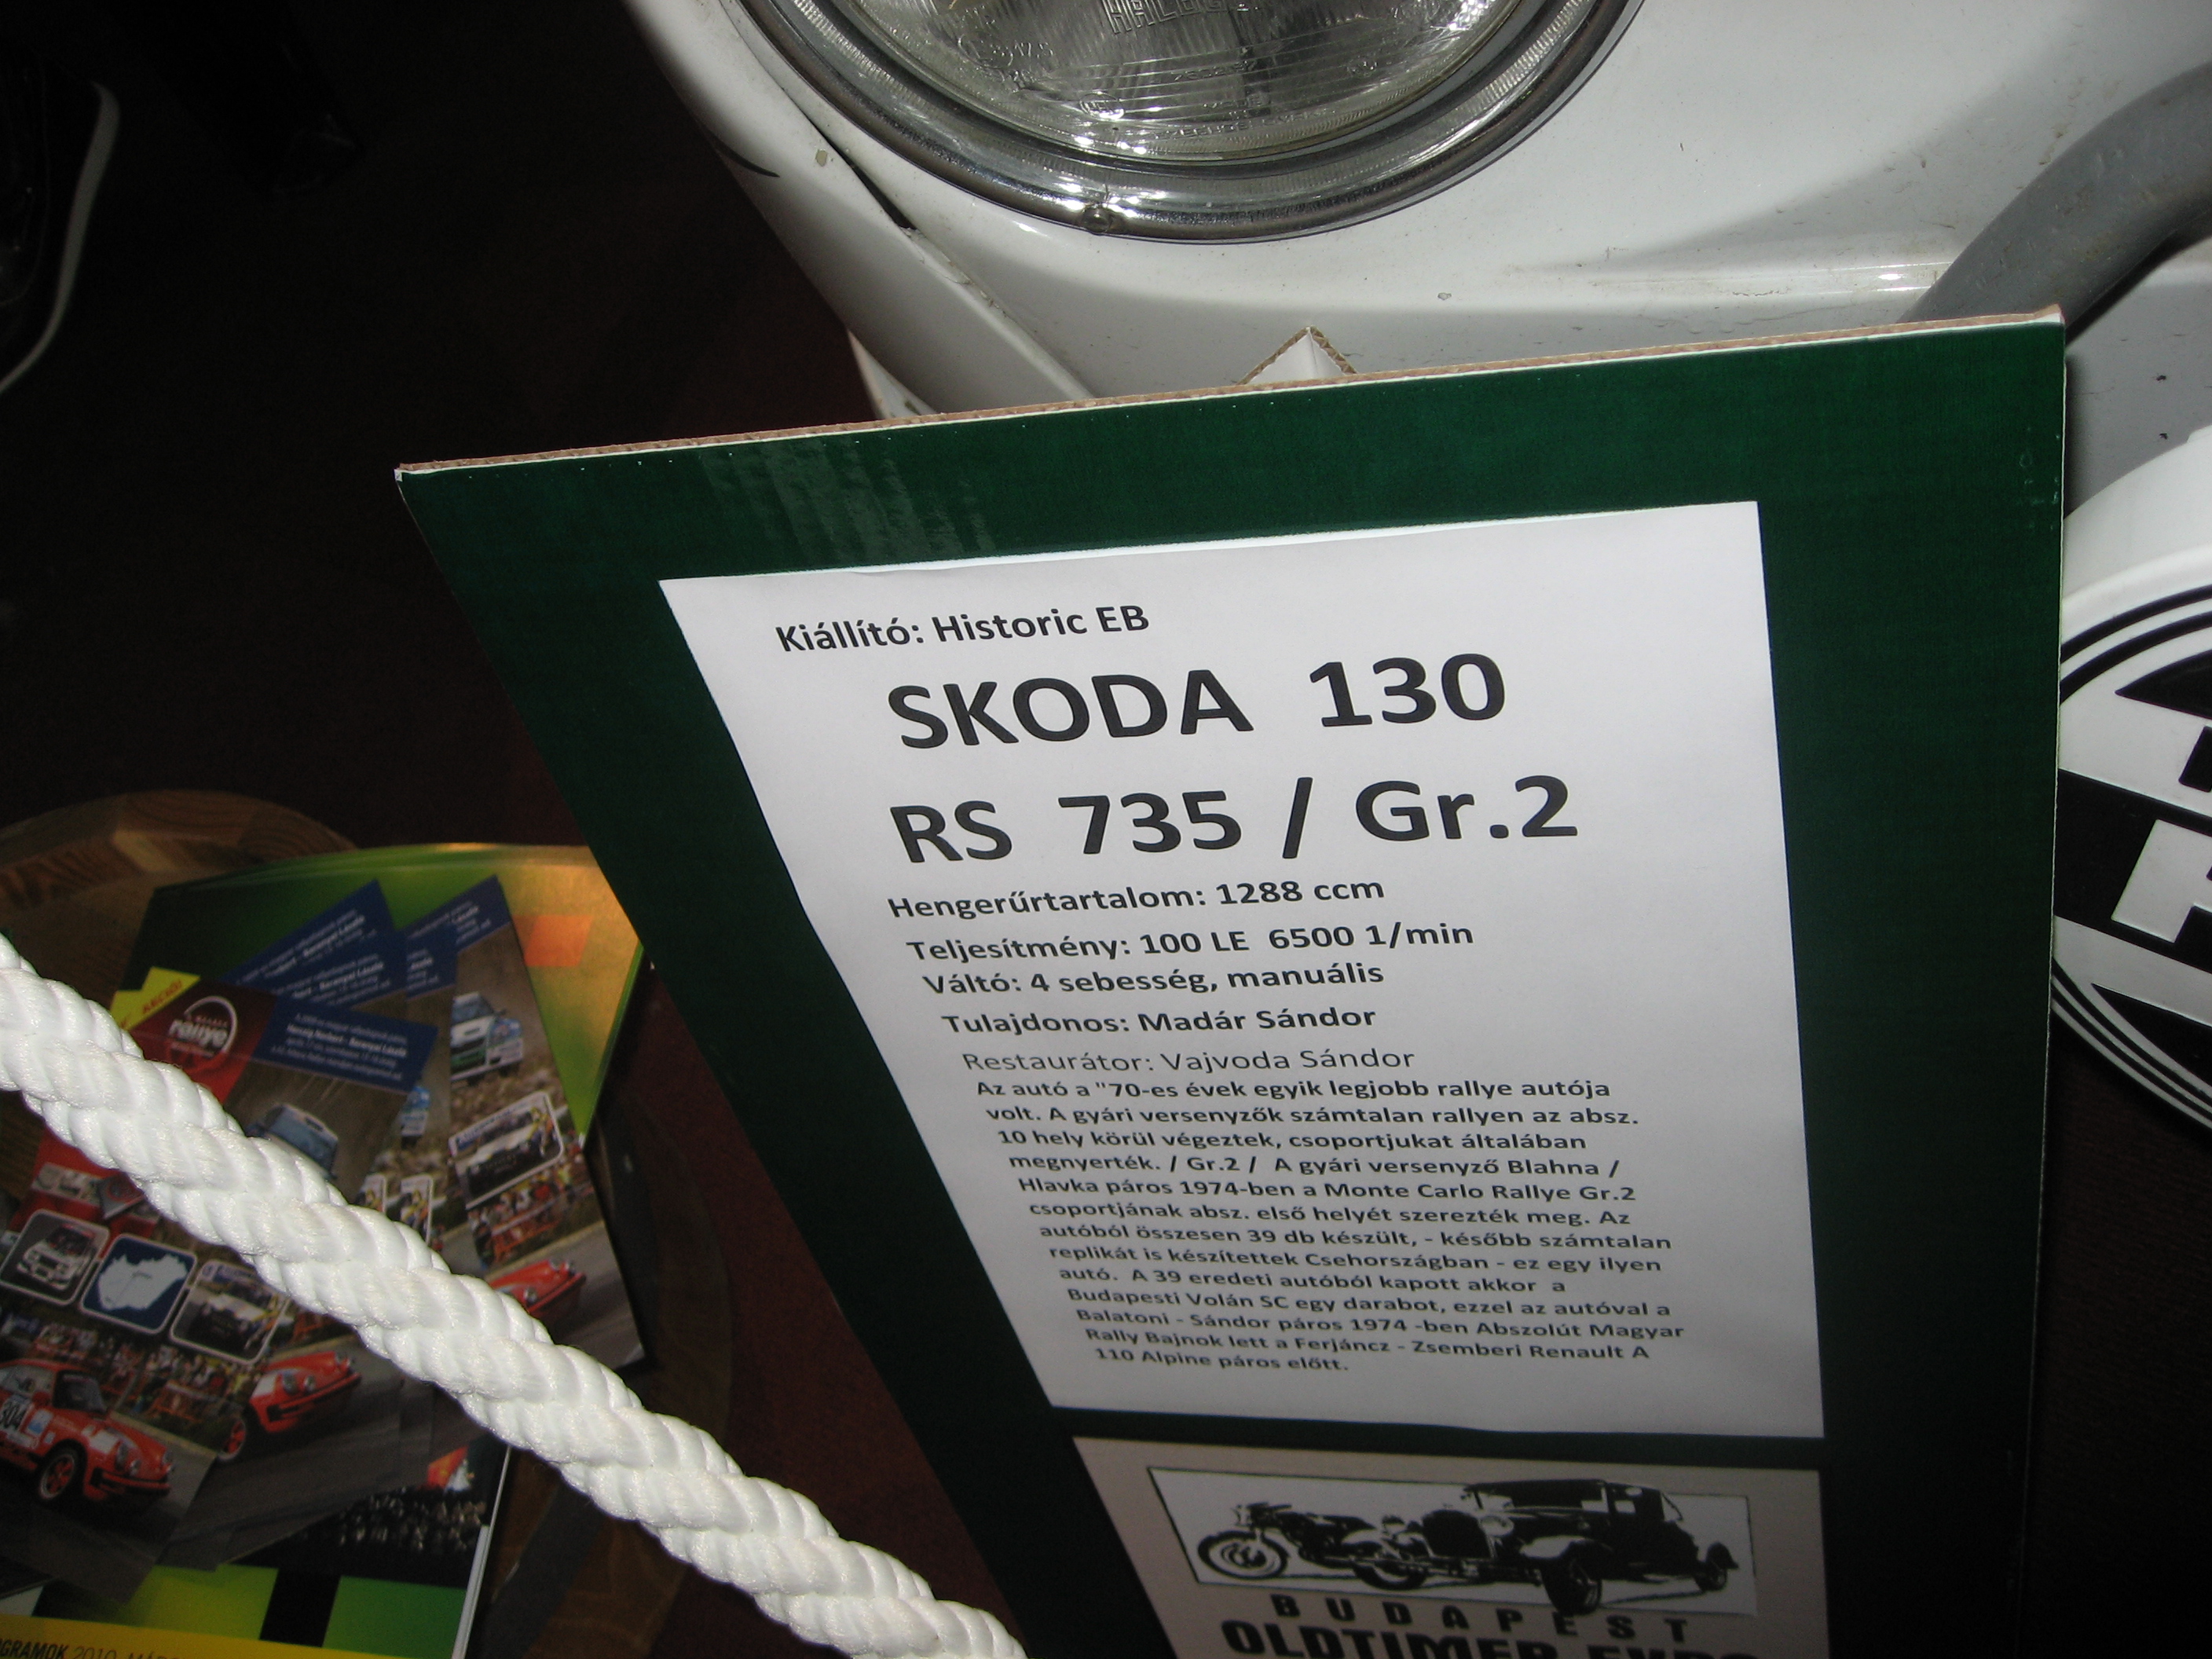 Kiállító: Historic EB
SKODA 130
RS 735 / Gr.2
Hengerűrtartalom: 1288 ccm
Teljesítmény: 100 LE 6500 1/min
Váltó: 4 sebesség, manuális
Tulajdonos: Madár Sándor
Restaurátor: Vajvoda Sándor
Az autó a "70-es évek egyik legjobb rallye autója
volt. A gyári versenyzők számtalan rallyen az absz.
10 hely körül végeztek, csoportjukat általában
megnyerték. / Gr.2 / A gyári versenyző Blahna /
Hlavka páros 1974-ben a Monte Carlo Rallye Gr.2
csoportjának absz. első helyét szerezték meg. Az
autóból összesen 39 db készült, - később számtalan
replikát is készítettek Csehországban - ez egy ilyen
autó. A 39 eredeti autóból kapott akkor a
Budapesti Volán SC egy darabot, ezzel az autóval a
Balatoni - Sándor páros 1974 -ben Abszolút Magyar
Rally Bajnok lett a Ferjáncz - Zsemberi Renault A
110 Alpine páros előtt.
BUDAPEST
OLDTIMER EXPO
AKCIÓ!
rallye
304
2010